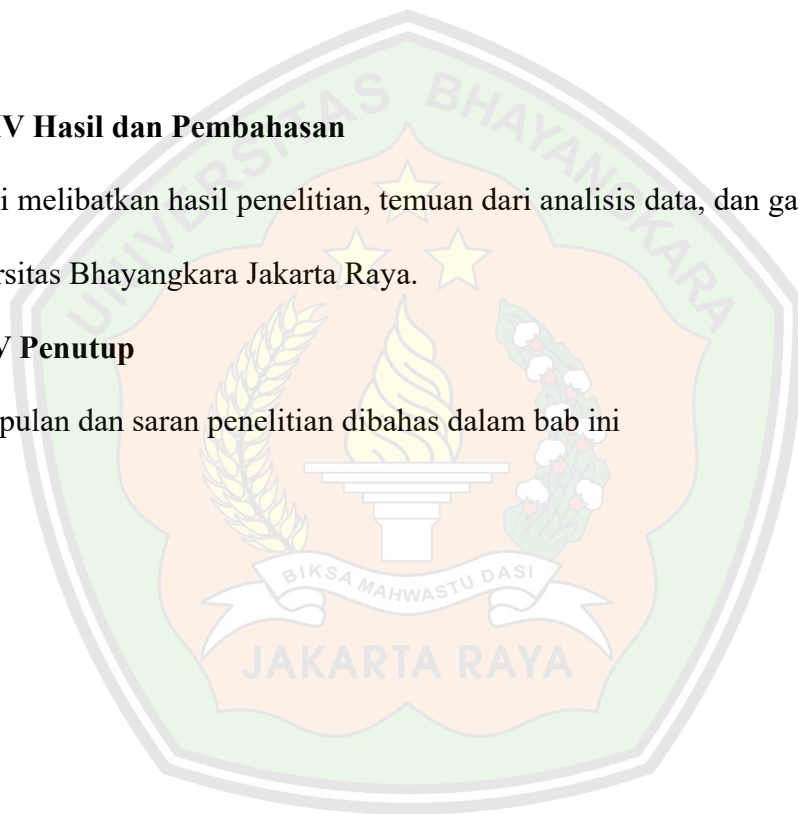 UNIVERSITAS BHAYANGKARA
V Hasil dan Pembahasan
i melibatkan hasil penelitian, temuan dari analisis data, dan ga
rsitas Bhayangkara Jakarta Raya.
V Penutup
pulan dan saran penelitian dibahas dalam bab ini
BIKSA MAHWASTU DASI
JAKARTA RAYA